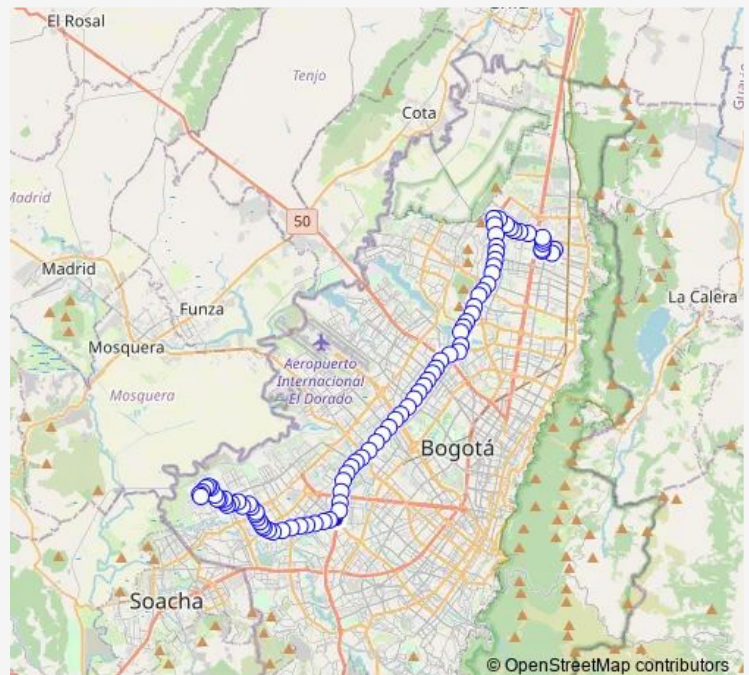 El Rosal
Tenjo
Cota
Madrid
50
Madrid
Funza
La Calera
Mosquera
Aeropuerto
Internacional
El Dorado
Mosquera
Bogotá
Soacha
© OpenStreetMap contributors